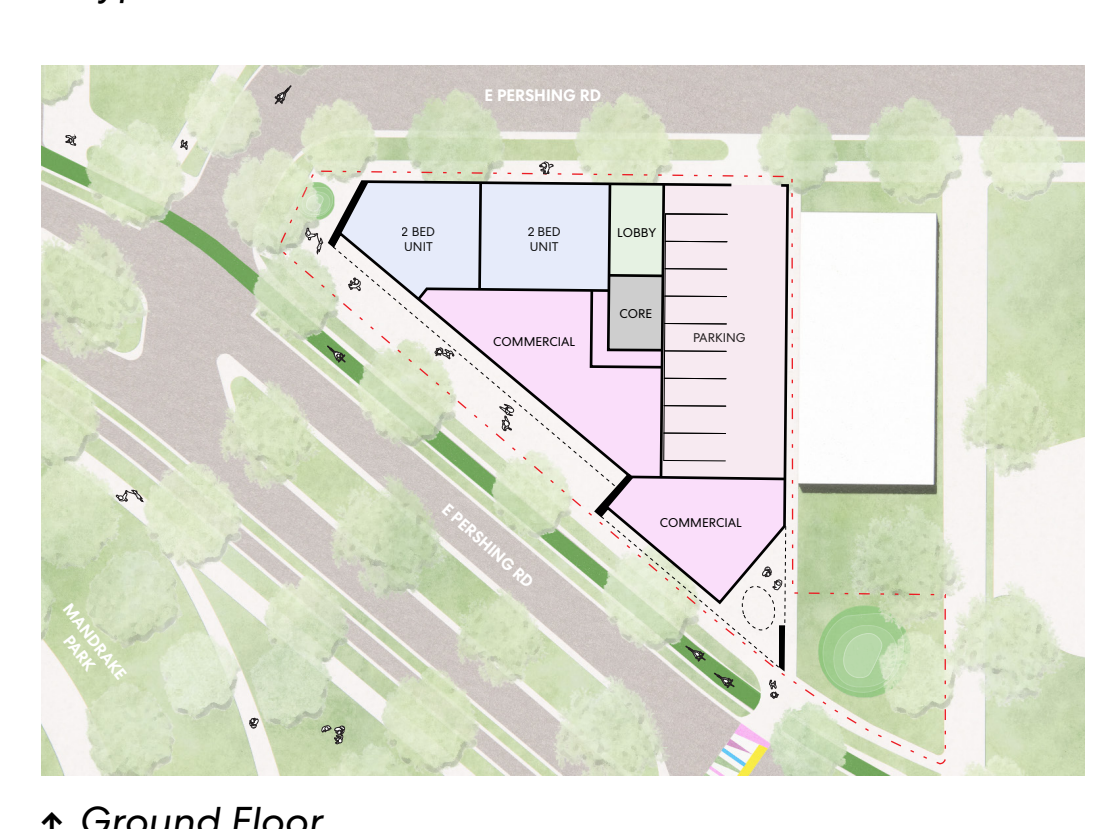 E PERSHING RD
2 BED
UNIT
2 BED
UNIT
LOBBY
CORE
COMMERCIAL
PARKING
COMMERCIAL
E PERSHING RD
MANDRAKE
PARK
↑ Ground Floor